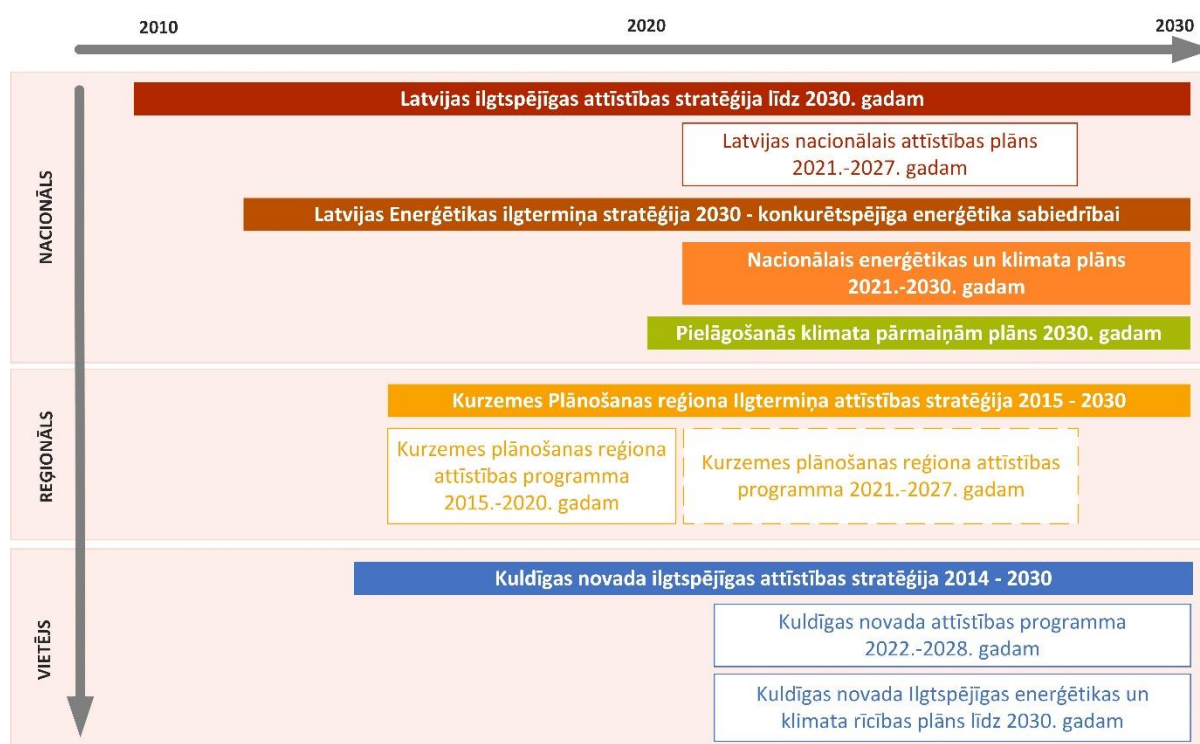 2010
2020
2030
NACIONĀLS
Latvijas ilgtspējīgas attīstības stratēģija līdz 2030. gadam
Latvijas nacionālais attīstības plāns
2021.-2027. gadam
Latvijas Enerģētikas ilgtermiņa stratēģija 2030 - konkurētspējīga enerģētika sabiedrībai
Nacionālais enerģētikas un klimata plāns
2021.-2030. gadam
Pielāgošanās klimata pārmaiņām plāns 2030. gadam
REĢIONĀLS
Kurzemes Plānošanas reģiona Ilgtermiņa attīstības stratēģija 2015 - 2030
Kurzemes plānošanas reģiona
attīstības programma
2015.-2020. gadam
Kurzemes plānošanas reģiona attīstības
programma 2021.-2027. gadam
VIETĒJS
Kuldīgas novada ilgtspējīgas attīstības stratēģija 2014 - 2030
Kuldīgas novada attīstības programma
2022.-2028. gadam
Kuldīgas novada Ilgtspējīgas enerģētikas un
klimata rīcības plāns līdz 2030. gadam